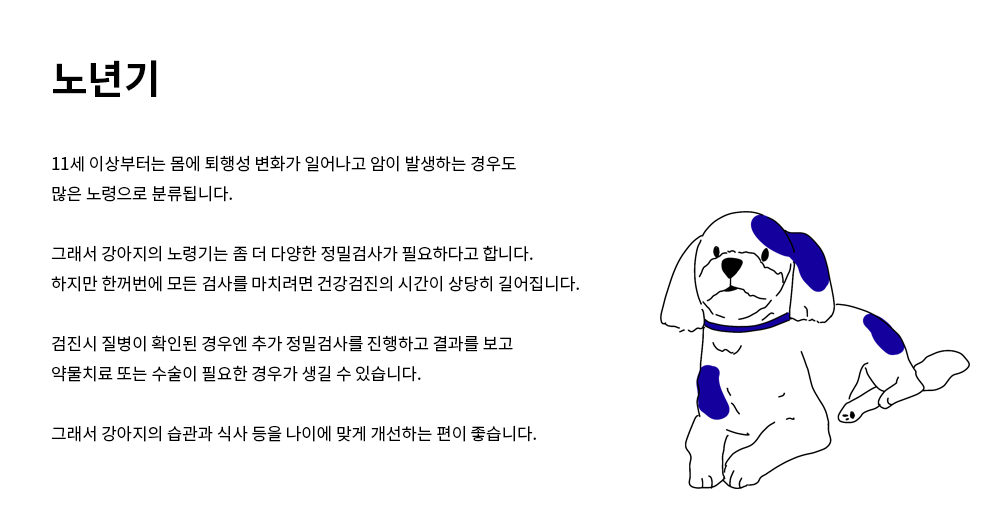 노년기
11세 이상부터는 몸에 퇴행성 변화가 일어나고 암이 발생하는 경우도
많은 노령으로 분류됩니다.
그래서 강아지의 노령기는 좀 더 다양한 정밀검사가 필요하다고 합니다.
하지만 한꺼번에 모든 검사를 마치려면 건강검진의 시간이 상당히 길어집니다.
검진시 질병이 확인된 경우엔 추가 정밀검사를 진행하고 결과를 보고
약물치료 또는 수술이 필요한 경우가 생길 수 있습니다.
그래서 강아지의 습관과 식사 등을 나이에 맞게 개선하는 편이 좋습니다.